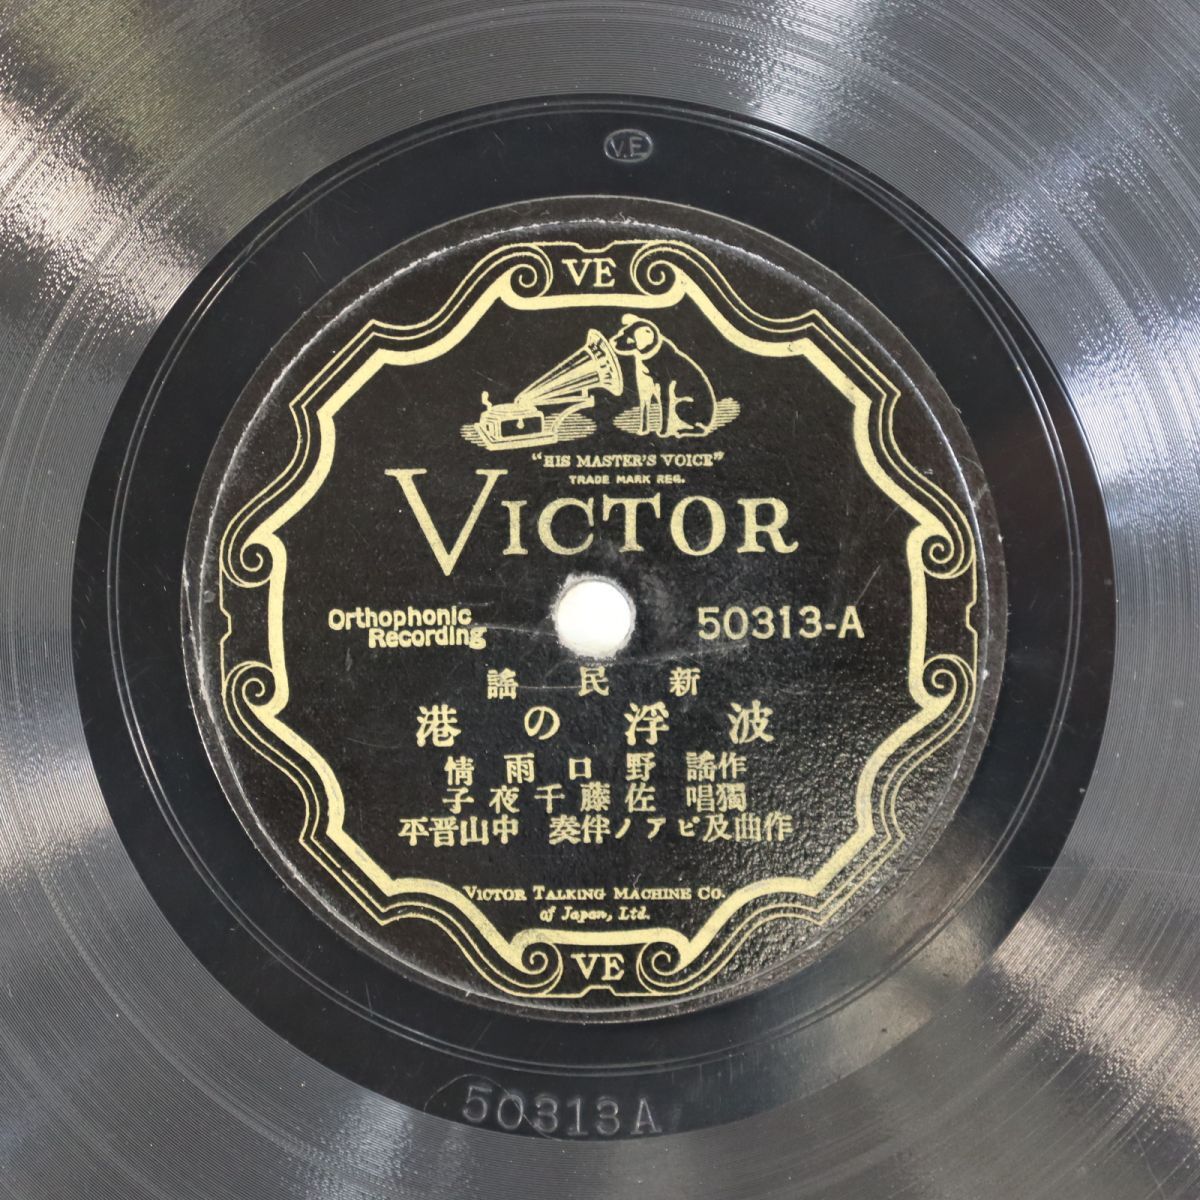 V.E
VE
"HIS MASTER'S VOICE"
TRADE MARK REG.
VICTOR
Orthophonic
Recording
50313-A
新民謠
波浮の港
作謠 野口雨情
獨唱 佐藤千夜子
作曲及ピアノ伴奏 中山晋平
VICTOR TALKING MACHINE CO.
of Japan, Ltd.
VE
50313A